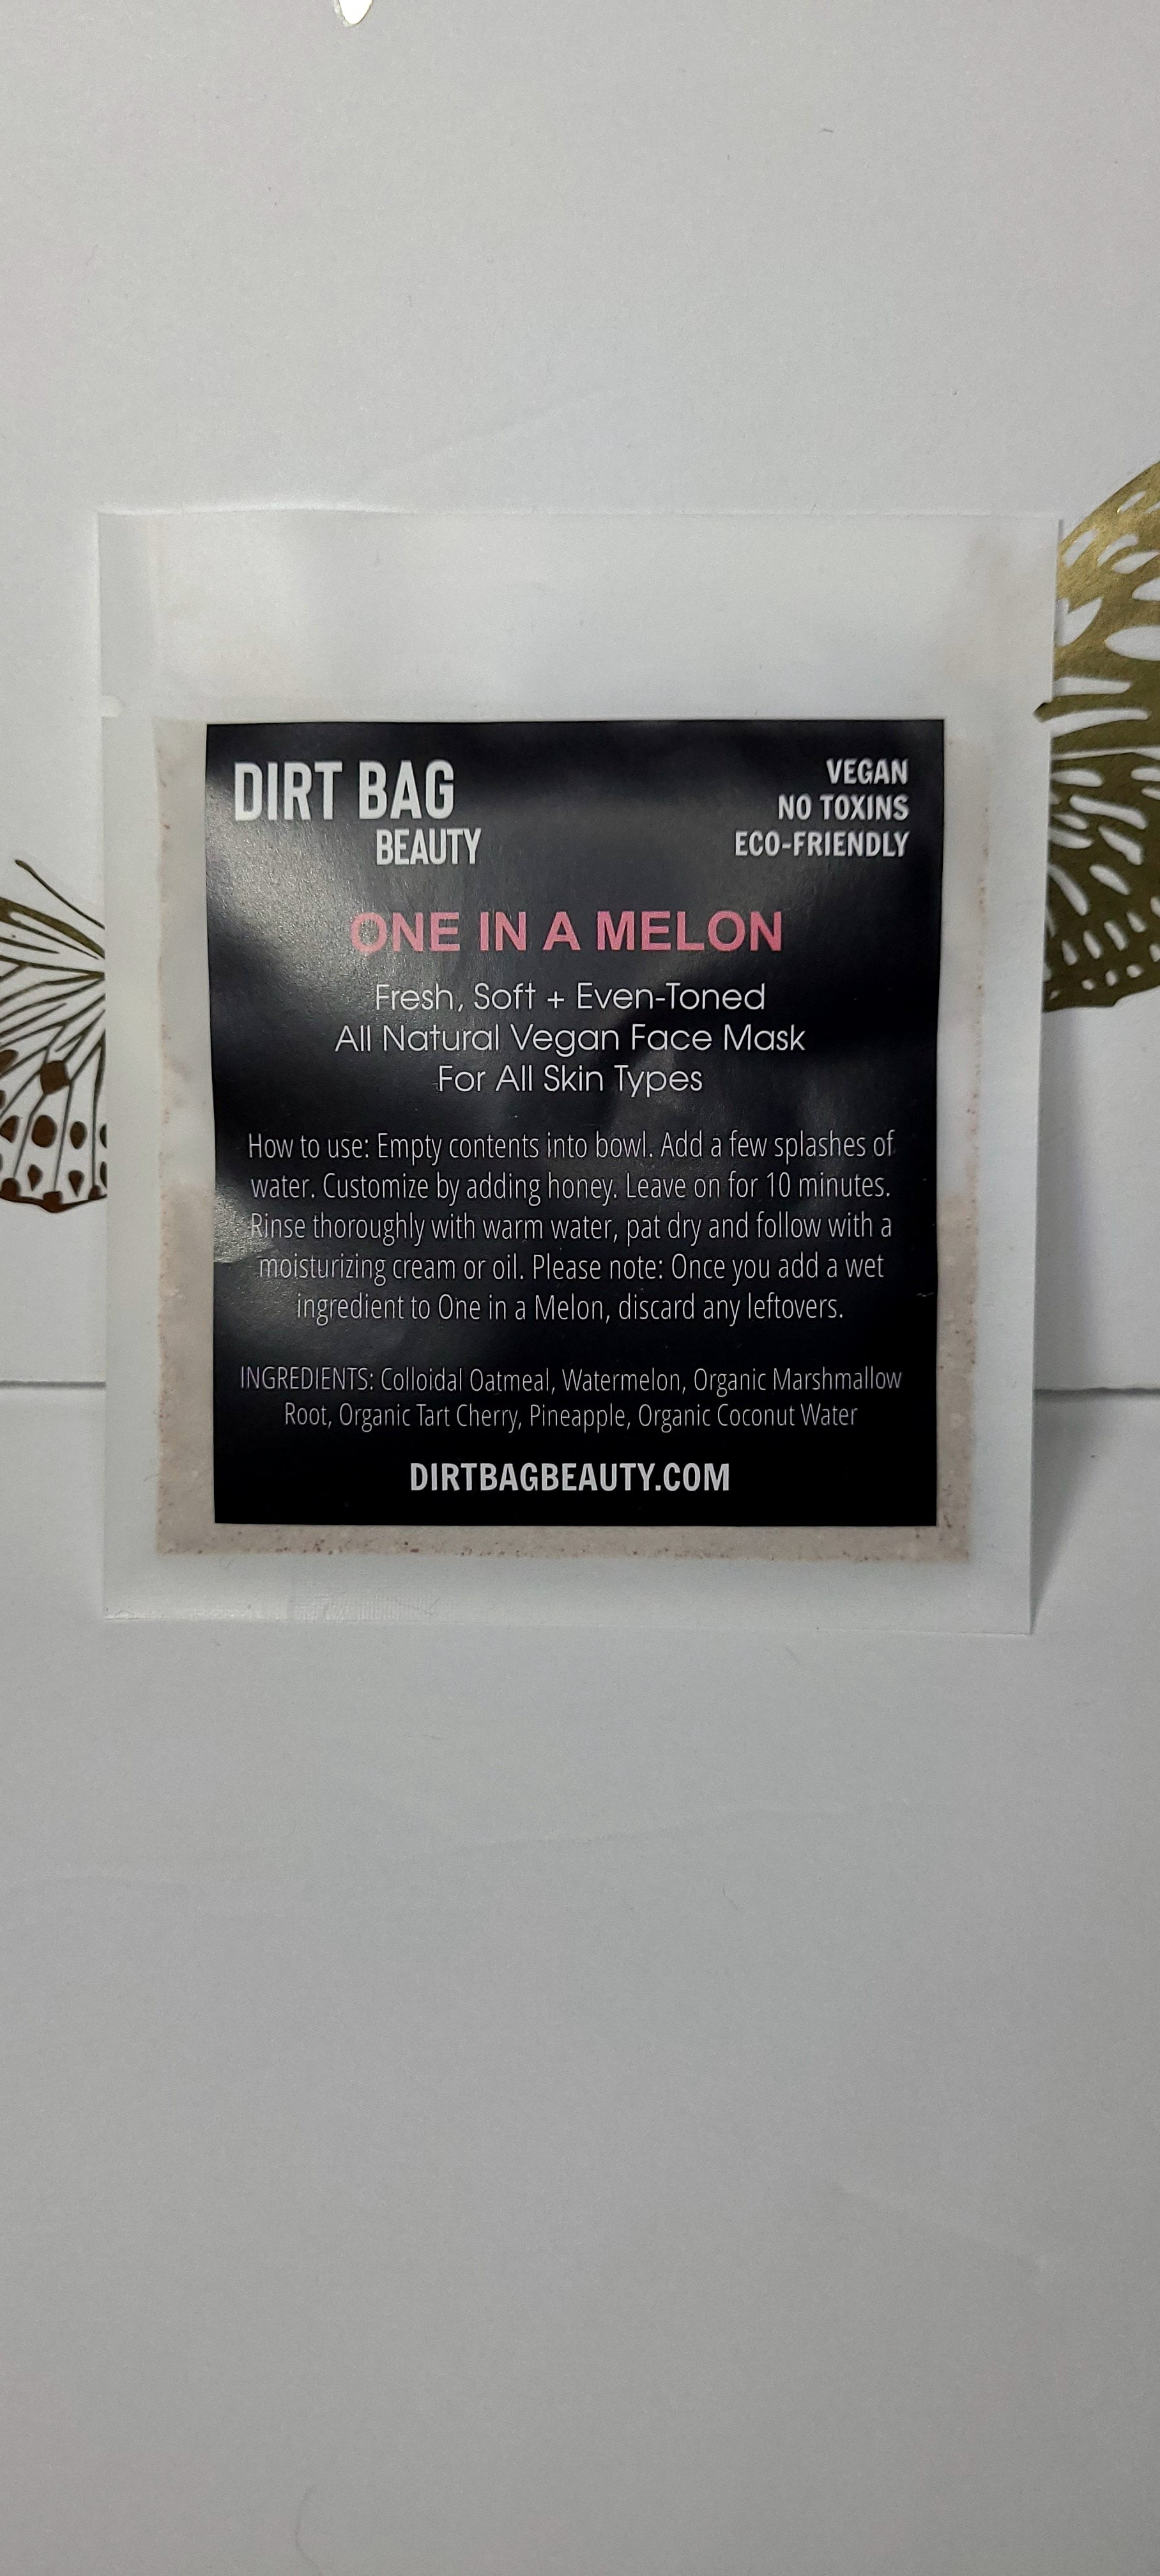 DIRT BAG
BEAUTY
VEGAN
NO TOXINS
ECO-FRIENDLY
ONE IN A MELON
Fresh, Soft + Even-Toned
All Natural Vegan Face Mask
For All Skin Types
How to use: Empty contents into bowl. Add a few splashes of
water. Customize by adding honey. Leave on for 10 minutes.
Rinse thoroughly with warm water, pat dry and follow with a
moisturizing cream or oil. Please note: Once you add a wet
ingredient to One in a Melon, discard any leftovers.
INGREDIENTS: Colloidal Oatmeal, Watermelon, Organic Marshmallow
Root, Organic Tart Cherry, Pineapple, Organic Coconut Water
DIRTBAGBEAUTY.COM